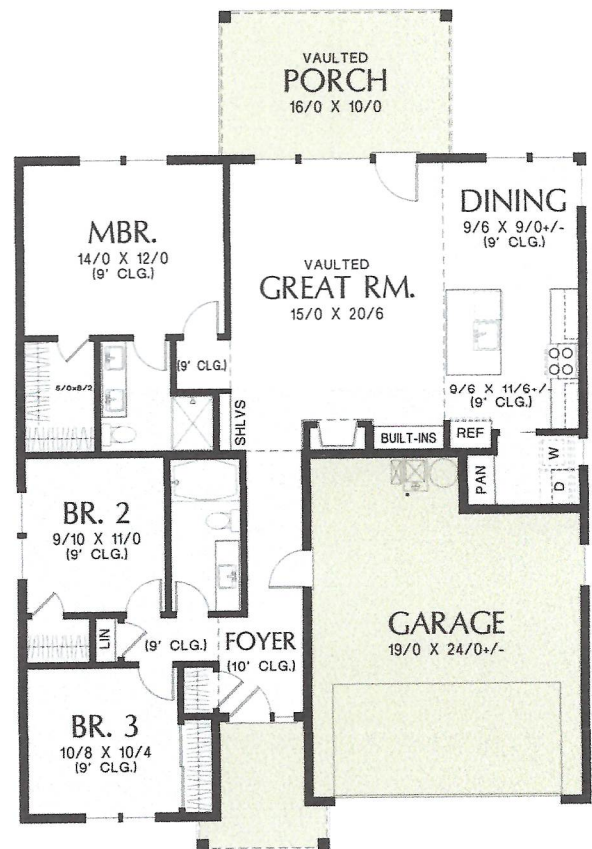 VAULTED
PORCH
16/0 X 10/0
MBR.
14/0 X 12/0
(9' CLG.)
VAULTED
GREAT RM.
15/0 X 20/6
DINING
9/6 X 9/0+/-
(9' CLG.)
(9' CLG.)
5/0x8/2
9/6 X 11/6+/-
(9' CLG.)
SHLVS
BUILT-INS
REF
PAN
W
D
BR. 2
9/10 X 11/0
(9' CLG.)
LIN
(9' CLG.)
FOYER
(10' CLG.)
GARAGE
19/0 X 24/0+/-
BR. 3
10/8 X 10/4
(9' CLG.)